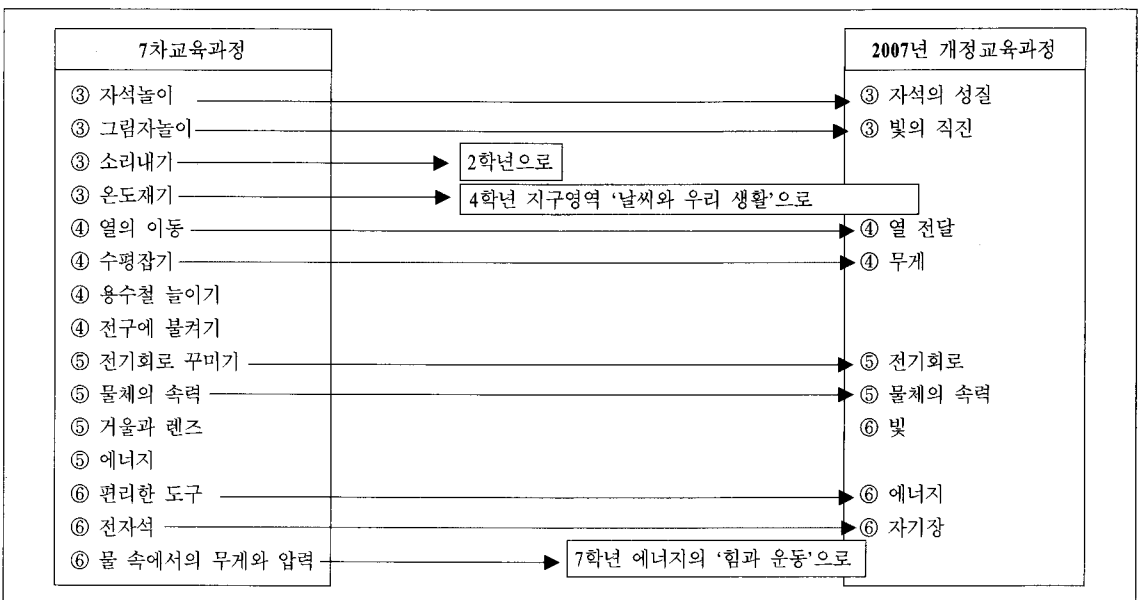 7차교육과정 2007년 개정교육과정
③ 자석놀이 ③ 자석의 성질
③ 그림자놀이 ③ 빛의 직진
③ 소리내기 2학년으로
③ 온도재기 4학년 지구영역 ‘날씨와 우리 생활’으로
④ 열의 이동 ④ 열 전달
④ 수평잡기 ④ 무게
④ 용수철 늘이기
④ 전구에 불켜기
⑤ 전기회로 꾸미기 ⑤ 전기회로
⑤ 물체의 속력 ⑤ 물체의 속력
⑤ 거울과 렌즈 ⑥ 빛
⑤ 에너지
⑥ 편리한 도구 ⑥ 에너지
⑥ 전자석 ⑥ 자기장
⑥ 물 속에서의 무게와 압력 7학년 에너지의 ‘힘과 운동’으로